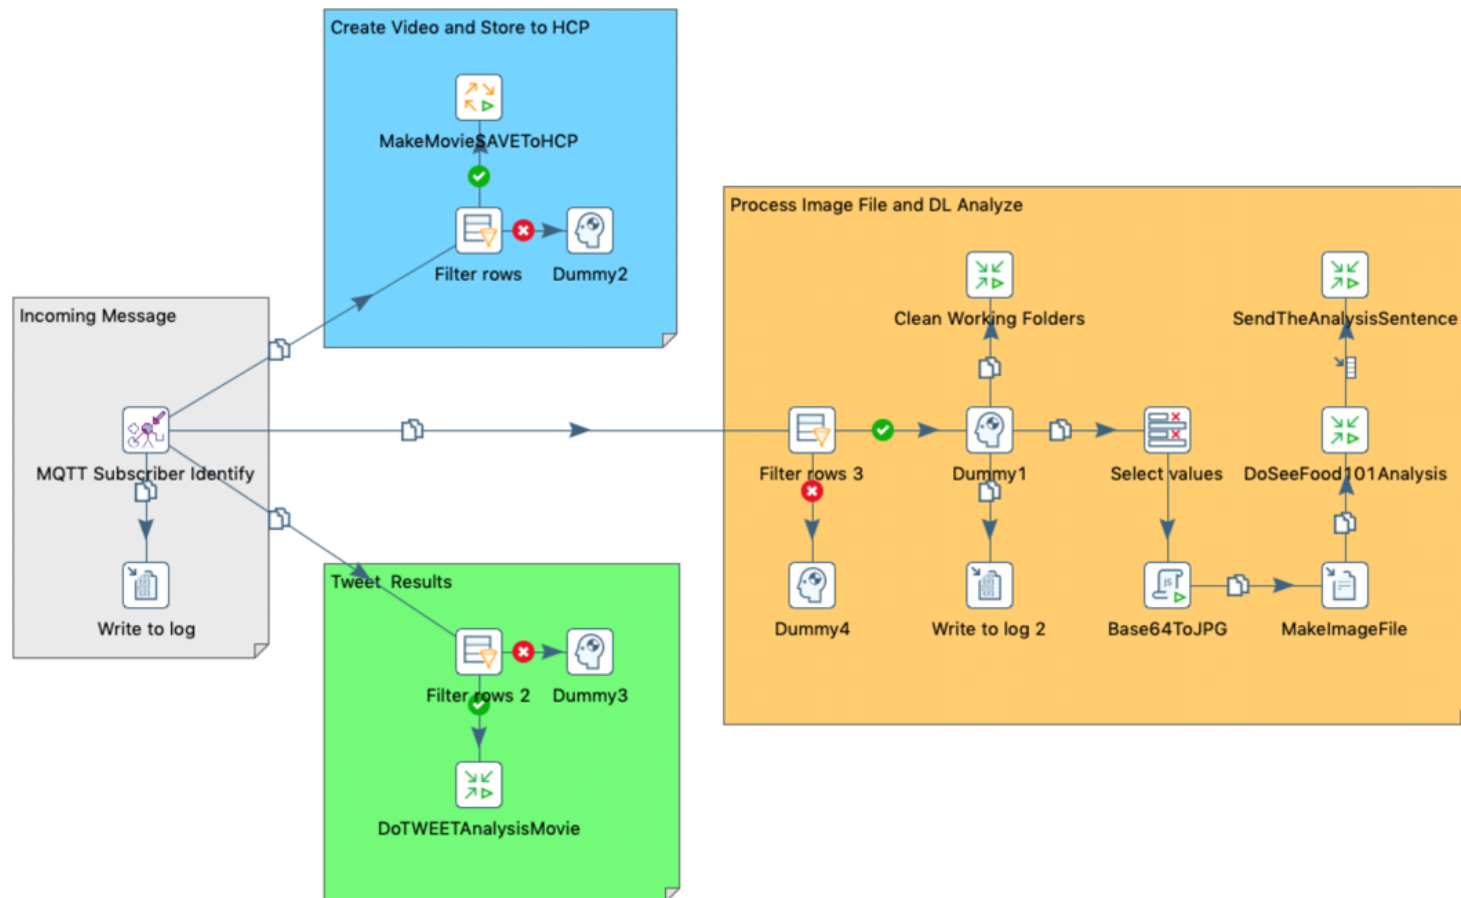 Create Video and Store to HCP
MakeMovieSAVEToHCP
Filter rows
Dummy2
Incoming Message
MQTT Subscriber Identify
Write to log
Tweet  Results
Filter rows 2
Dummy3
DoTWEETAnalysisMovie
Process Image File and DL Analyze
Clean Working Folders
SendTheAnalysisSentence
Filter rows 3
Dummy1
Select values
DoSeeFood101Analysis
Dummy4
Write to log 2
Base64ToJPG
MakeImageFile